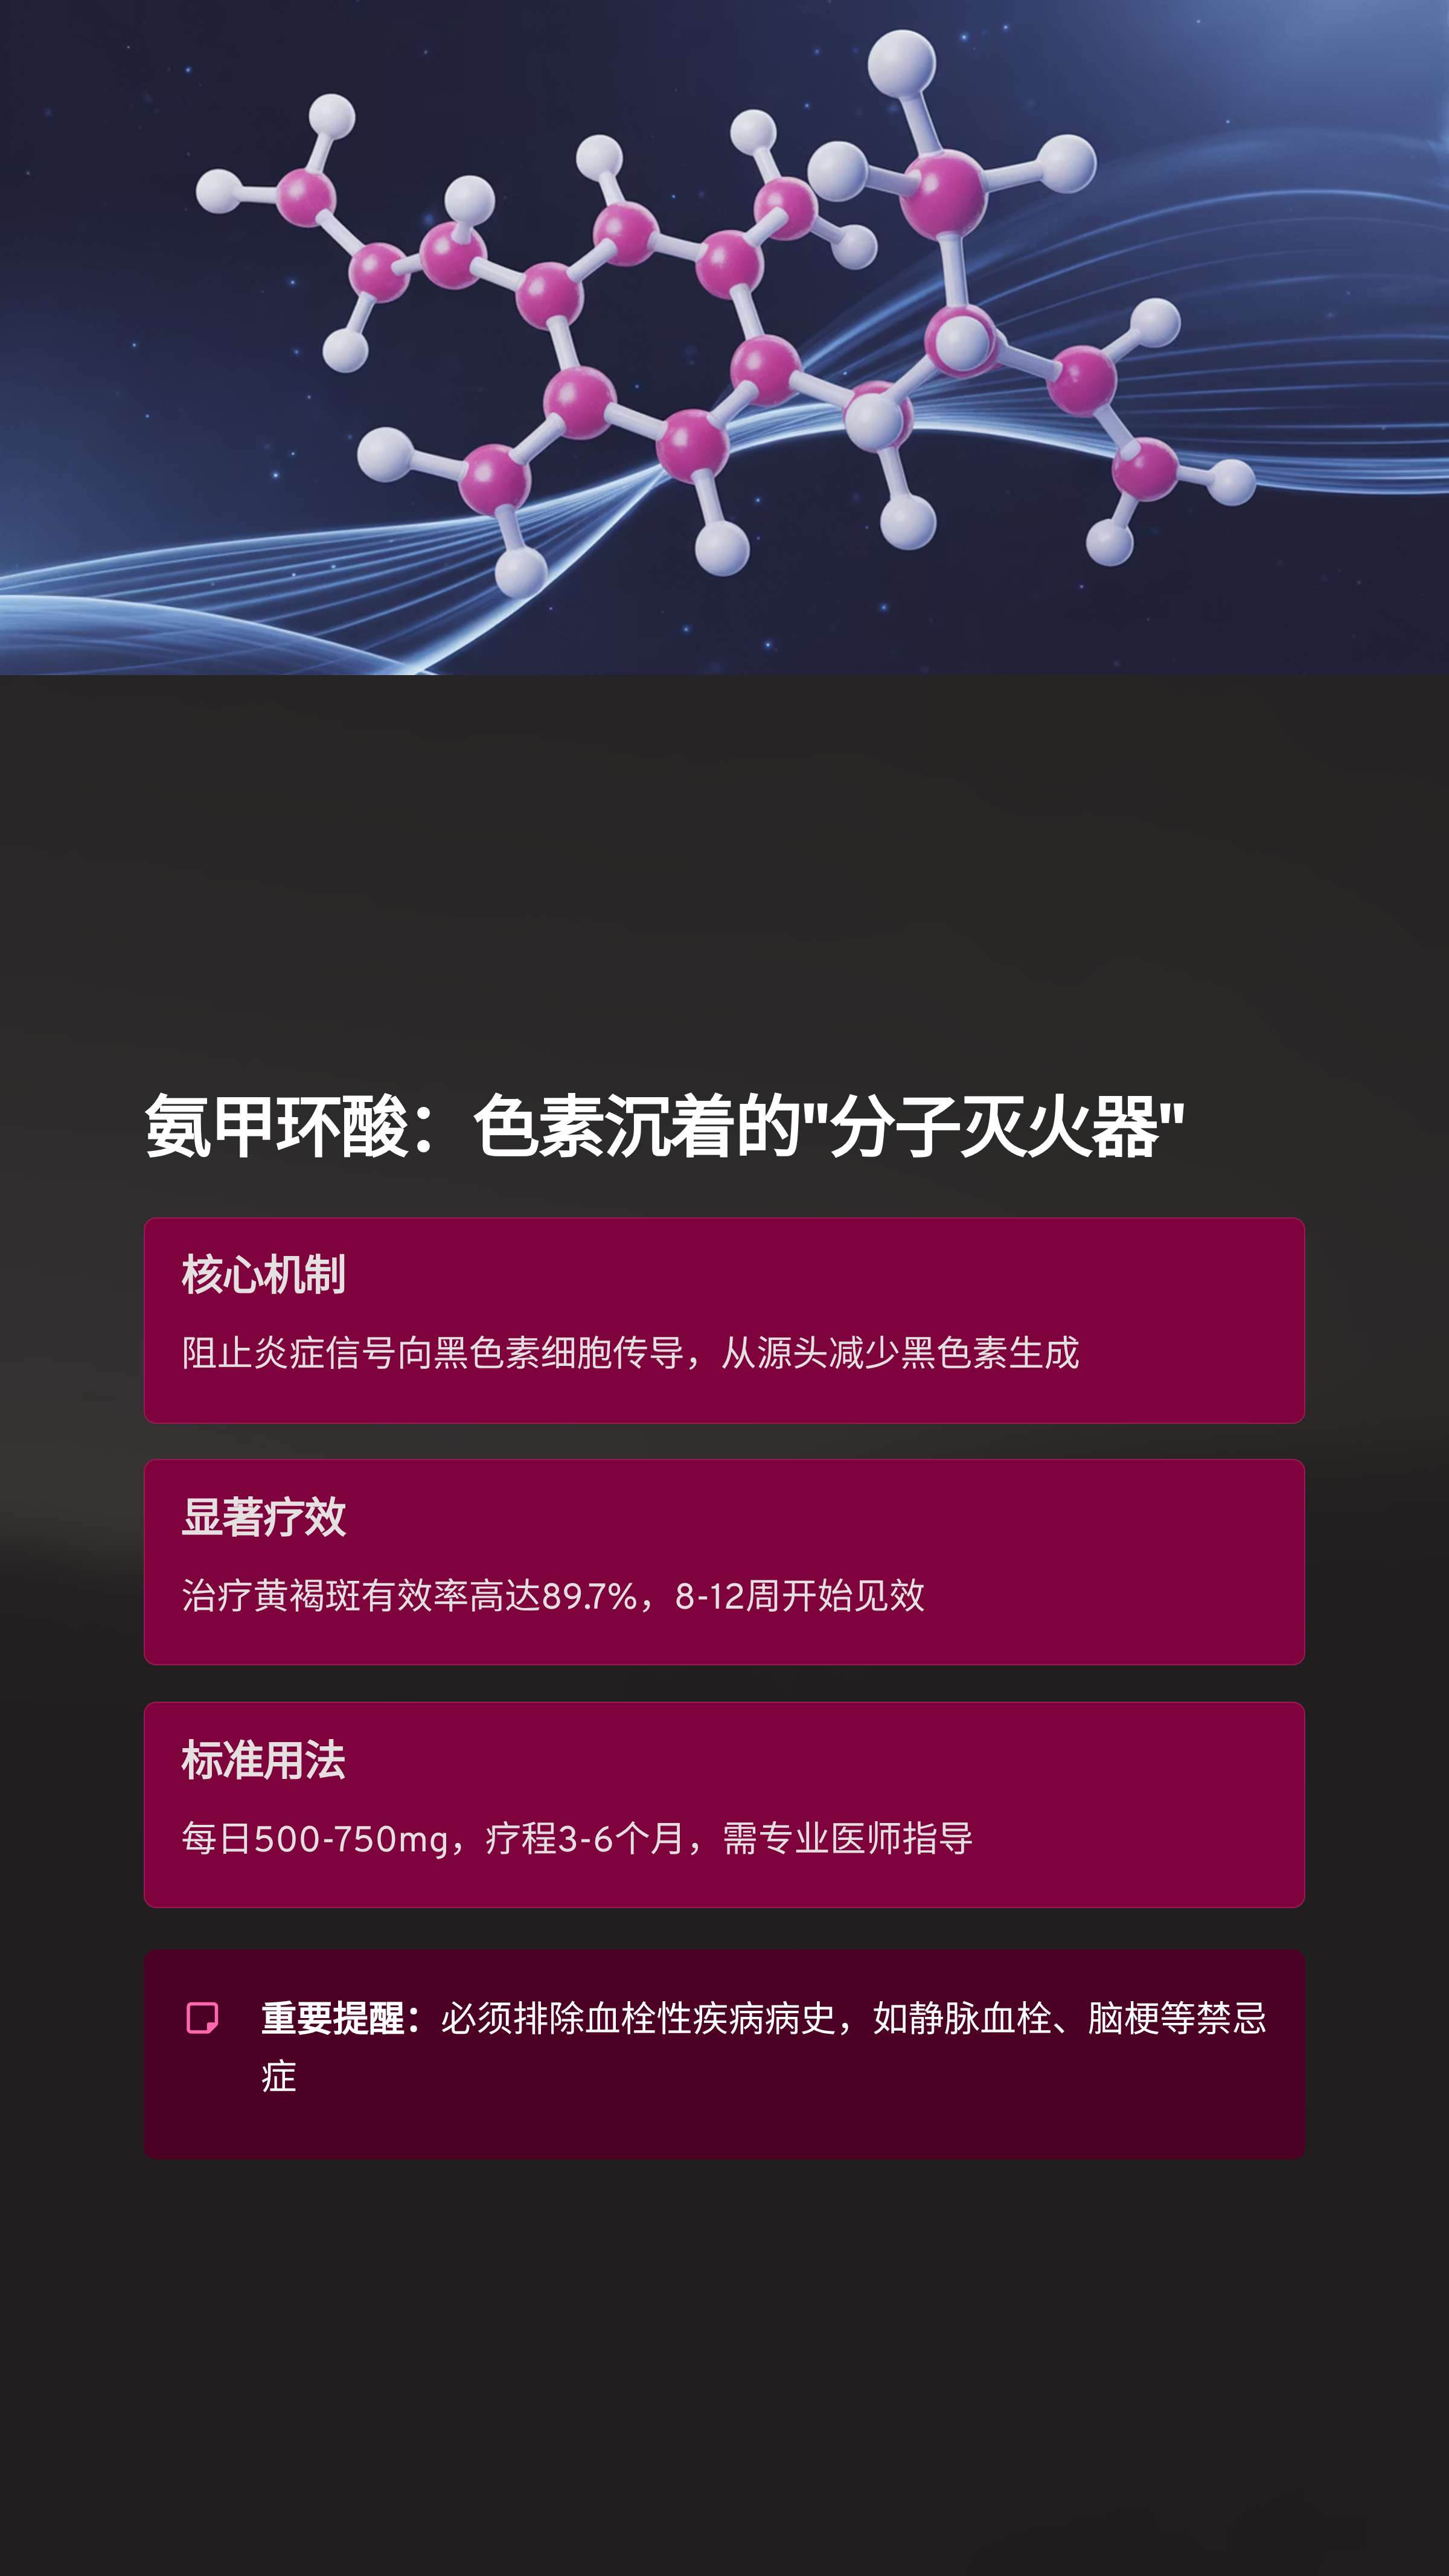 氨甲环酸：色素沉着的"分子灭火器"
核心机制
阻止炎症信号向黑色素细胞传导，从源头减少黑色素生成
显著疗效
治疗黄褐斑有效率高达89.7%，8-12周开始见效
标准用法
每日500-750mg，疗程3-6个月，需专业医师指导
重要提醒：必须排除血栓性疾病病史，如静脉血栓、脑梗等禁忌
症